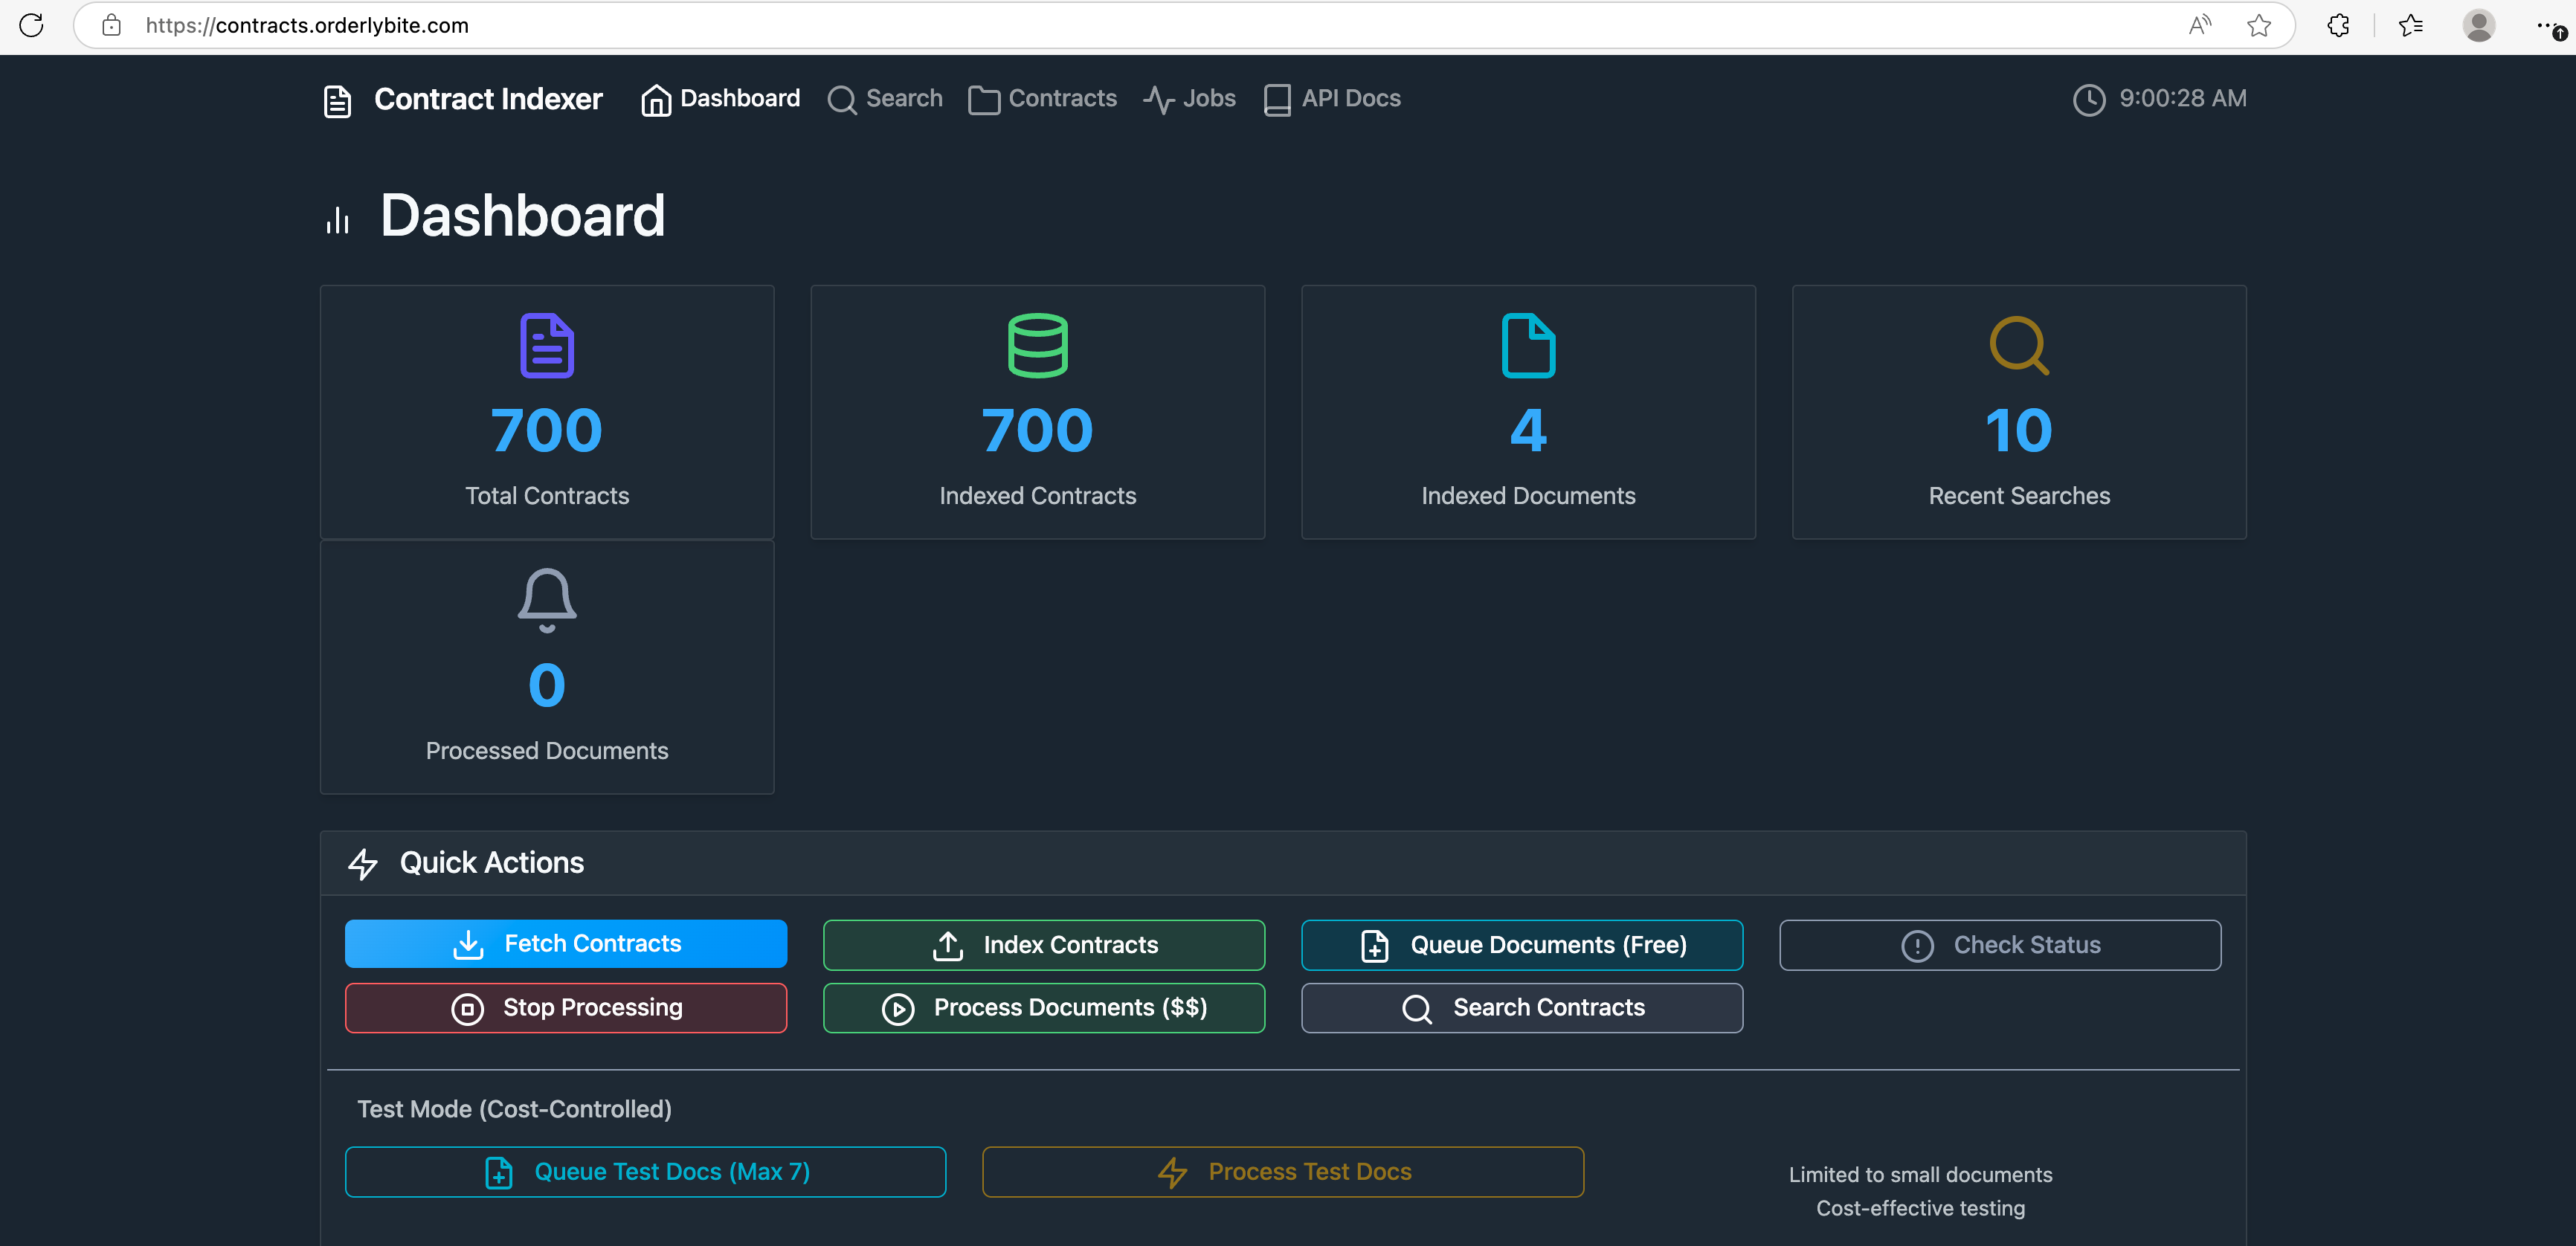 https://contracts.orderlybite.com
Contract Indexer Dashboard Search Contracts Jobs API Docs 9:00:28 AM
Dashboard
700 700 4 10
Total Contracts Indexed Contracts Indexed Documents Recent Searches
0
Processed Documents
Quick Actions
Fetch Contracts Index Contracts Queue Documents (Free) Check Status
Stop Processing Process Documents ($$) Search Contracts
Test Mode (Cost-Controlled)
Queue Test Docs (Max 7) Process Test Docs Limited to small documents
Cost-effective testing